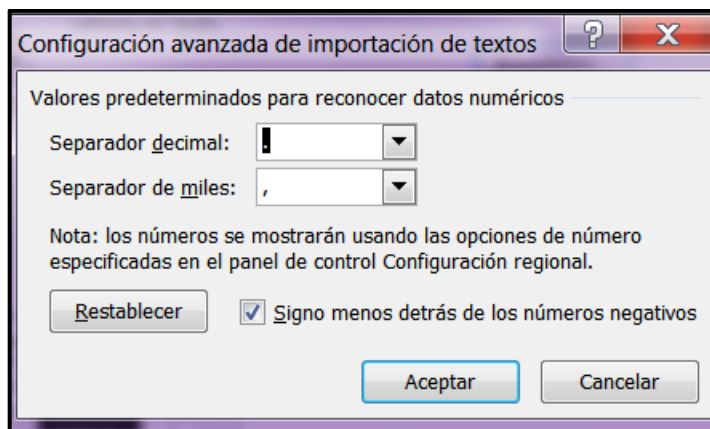 Configuración avanzada de importación de textos
Valores predeterminados para reconocer datos numéricos
Separador decimal: .
Separador de miles: ,
Nota: los números se mostrarán usando las opciones de número
especificadas en el panel de control Configuración regional.
Restablecer Signo menos detrás de los números negativos
Aceptar Cancelar